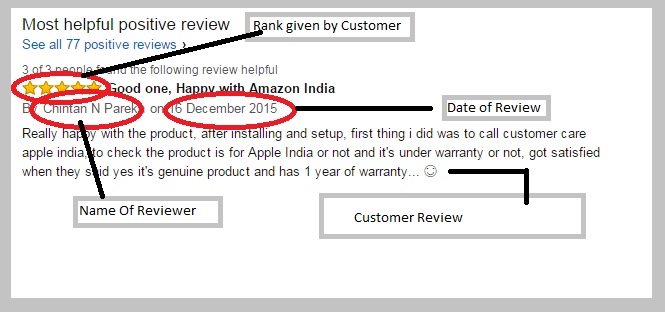 Most helpful positive review
Rank given by Customer
See all 77 positive reviews ›
3 of 3 people found the following review helpful
Good one, Happy with Amazon India
By Chintan N Parekh on 16 December 2015
Date of Review
Really happy with the product, after installing and setup, first thing i did was to call customer care
apple india, to check the product is for Apple India or not and it's under warranty or not, got satisfied
when they said yes it's genuine product and has 1 year of warranty... ☺
Name Of Reviewer
Customer Review